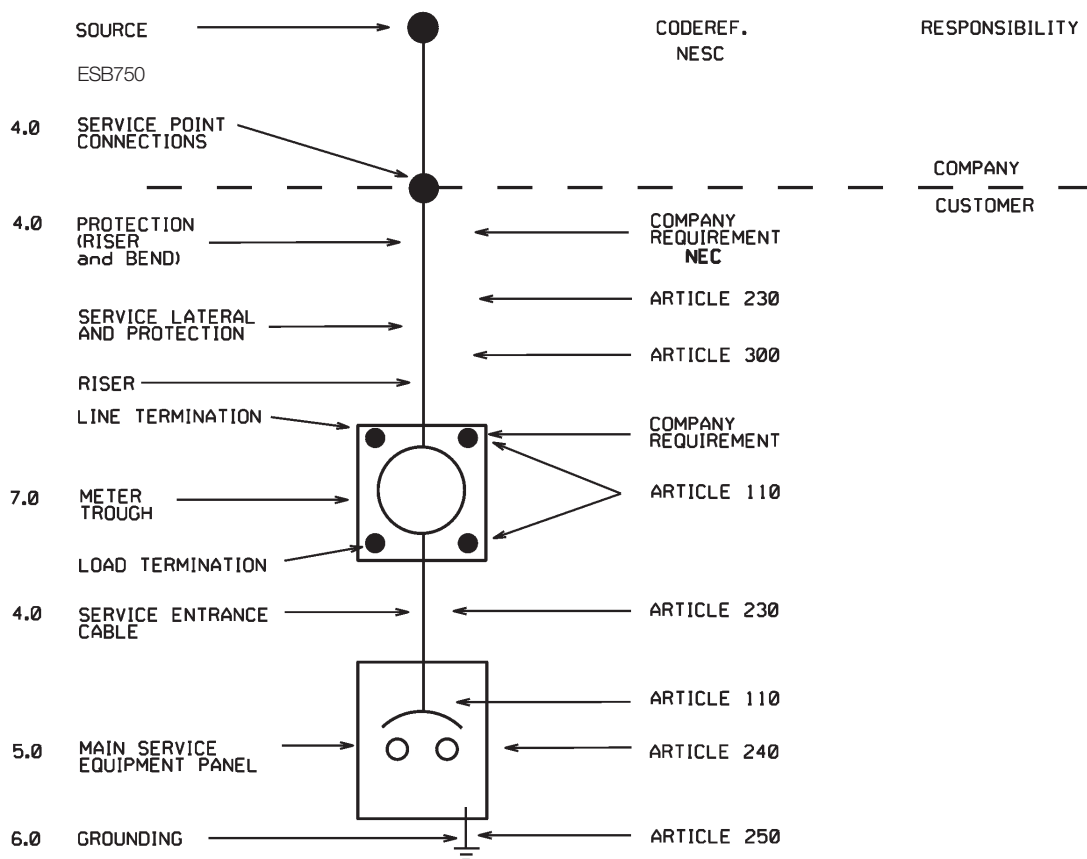 SOURCE
CODEREF.
NESC
RESPONSIBILITY
ESB750
4.0 SERVICE POINT
CONNECTIONS
COMPANY
CUSTOMER
4.0 PROTECTION
(RISER
and BEND)
COMPANY
REQUIREMENT
NEC
ARTICLE 230
SERVICE LATERAL
AND PROTECTION
ARTICLE 300
RISER
LINE TERMINATION
COMPANY
REQUIREMENT
7.0 METER
TROUGH
ARTICLE 110
LOAD TERMINATION
4.0 SERVICE ENTRANCE
CABLE
ARTICLE 230
ARTICLE 110
5.0 MAIN SERVICE
EQUIPMENT PANEL
ARTICLE 240
6.0 GROUNDING
ARTICLE 250